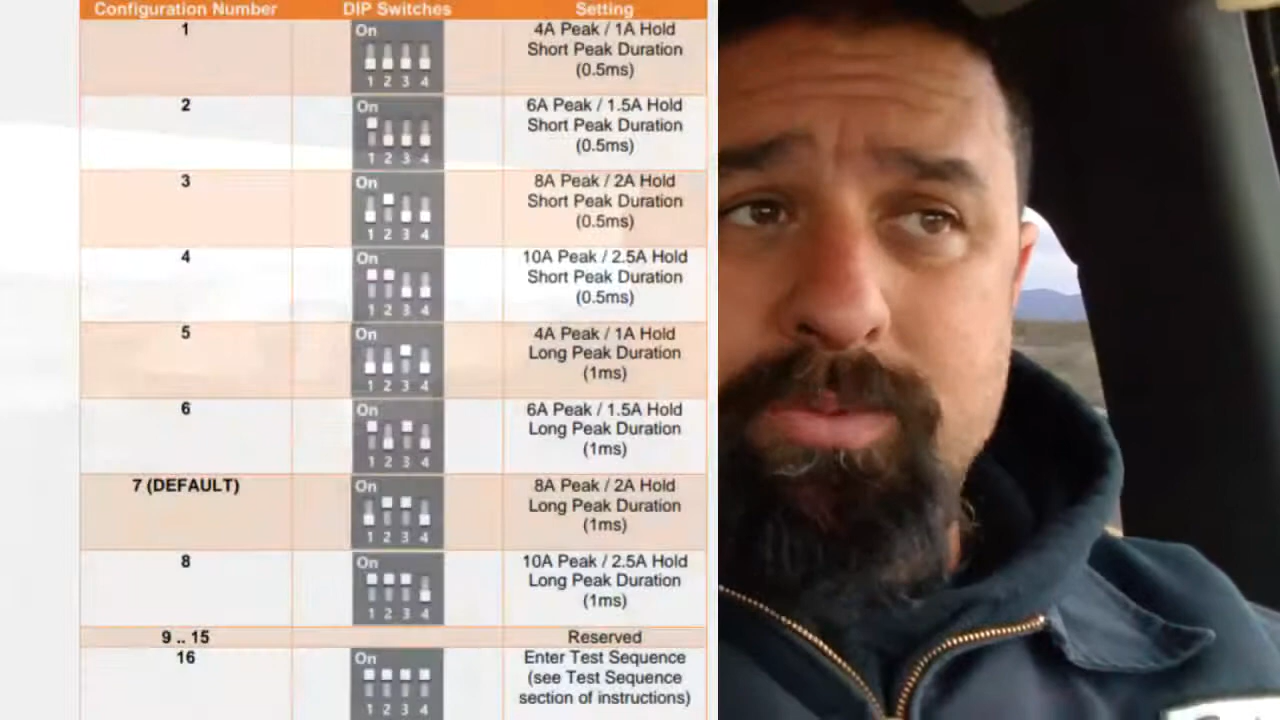 Configuration Number DIP Switches Setting
1 On 4A Peak / 1A Hold
Short Peak Duration
(0.5ms)
1 2 3 4
2 On 6A Peak / 1.5A Hold
Short Peak Duration
(0.5ms)
1 2 3 4
3 On 8A Peak / 2A Hold
Short Peak Duration
(0.5ms)
1 2 3 4
4 On 10A Peak / 2.5A Hold
Short Peak Duration
(0.5ms)
1 2 3 4
5 On 4A Peak / 1A Hold
Long Peak Duration
(1ms)
1 2 3 4
6 On 6A Peak / 1.5A Hold
Long Peak Duration
(1ms)
1 2 3 4
7 (DEFAULT) On 8A Peak / 2A Hold
Long Peak Duration
(1ms)
1 2 3 4
8 On 10A Peak / 2.5A Hold
Long Peak Duration
(1ms)
1 2 3 4
9 .. 15 Reserved
16 On Enter Test Sequence
(see Test Sequence
section of instructions)
1 2 3 4